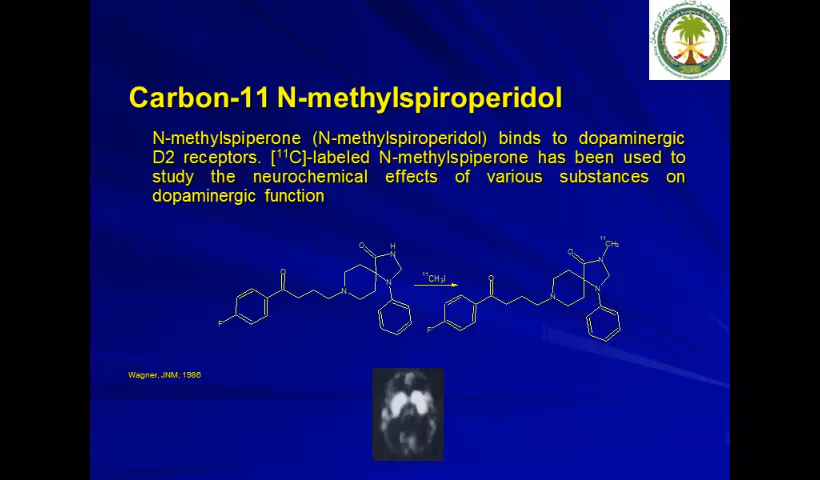 Carbon-11 N-methylspiroperidol
N-methylspiperone (N-methylspiroperidol) binds to dopaminergic
D2 receptors. [¹¹C]-labeled N-methylspiperone has been used to
study the neurochemical effects of various substances on
dopaminergic function
O
H
N
O
N
N
F
¹¹CH₃I
¹¹CH₃
O
N
O
N
N
F
Wagner, JNM, 1986